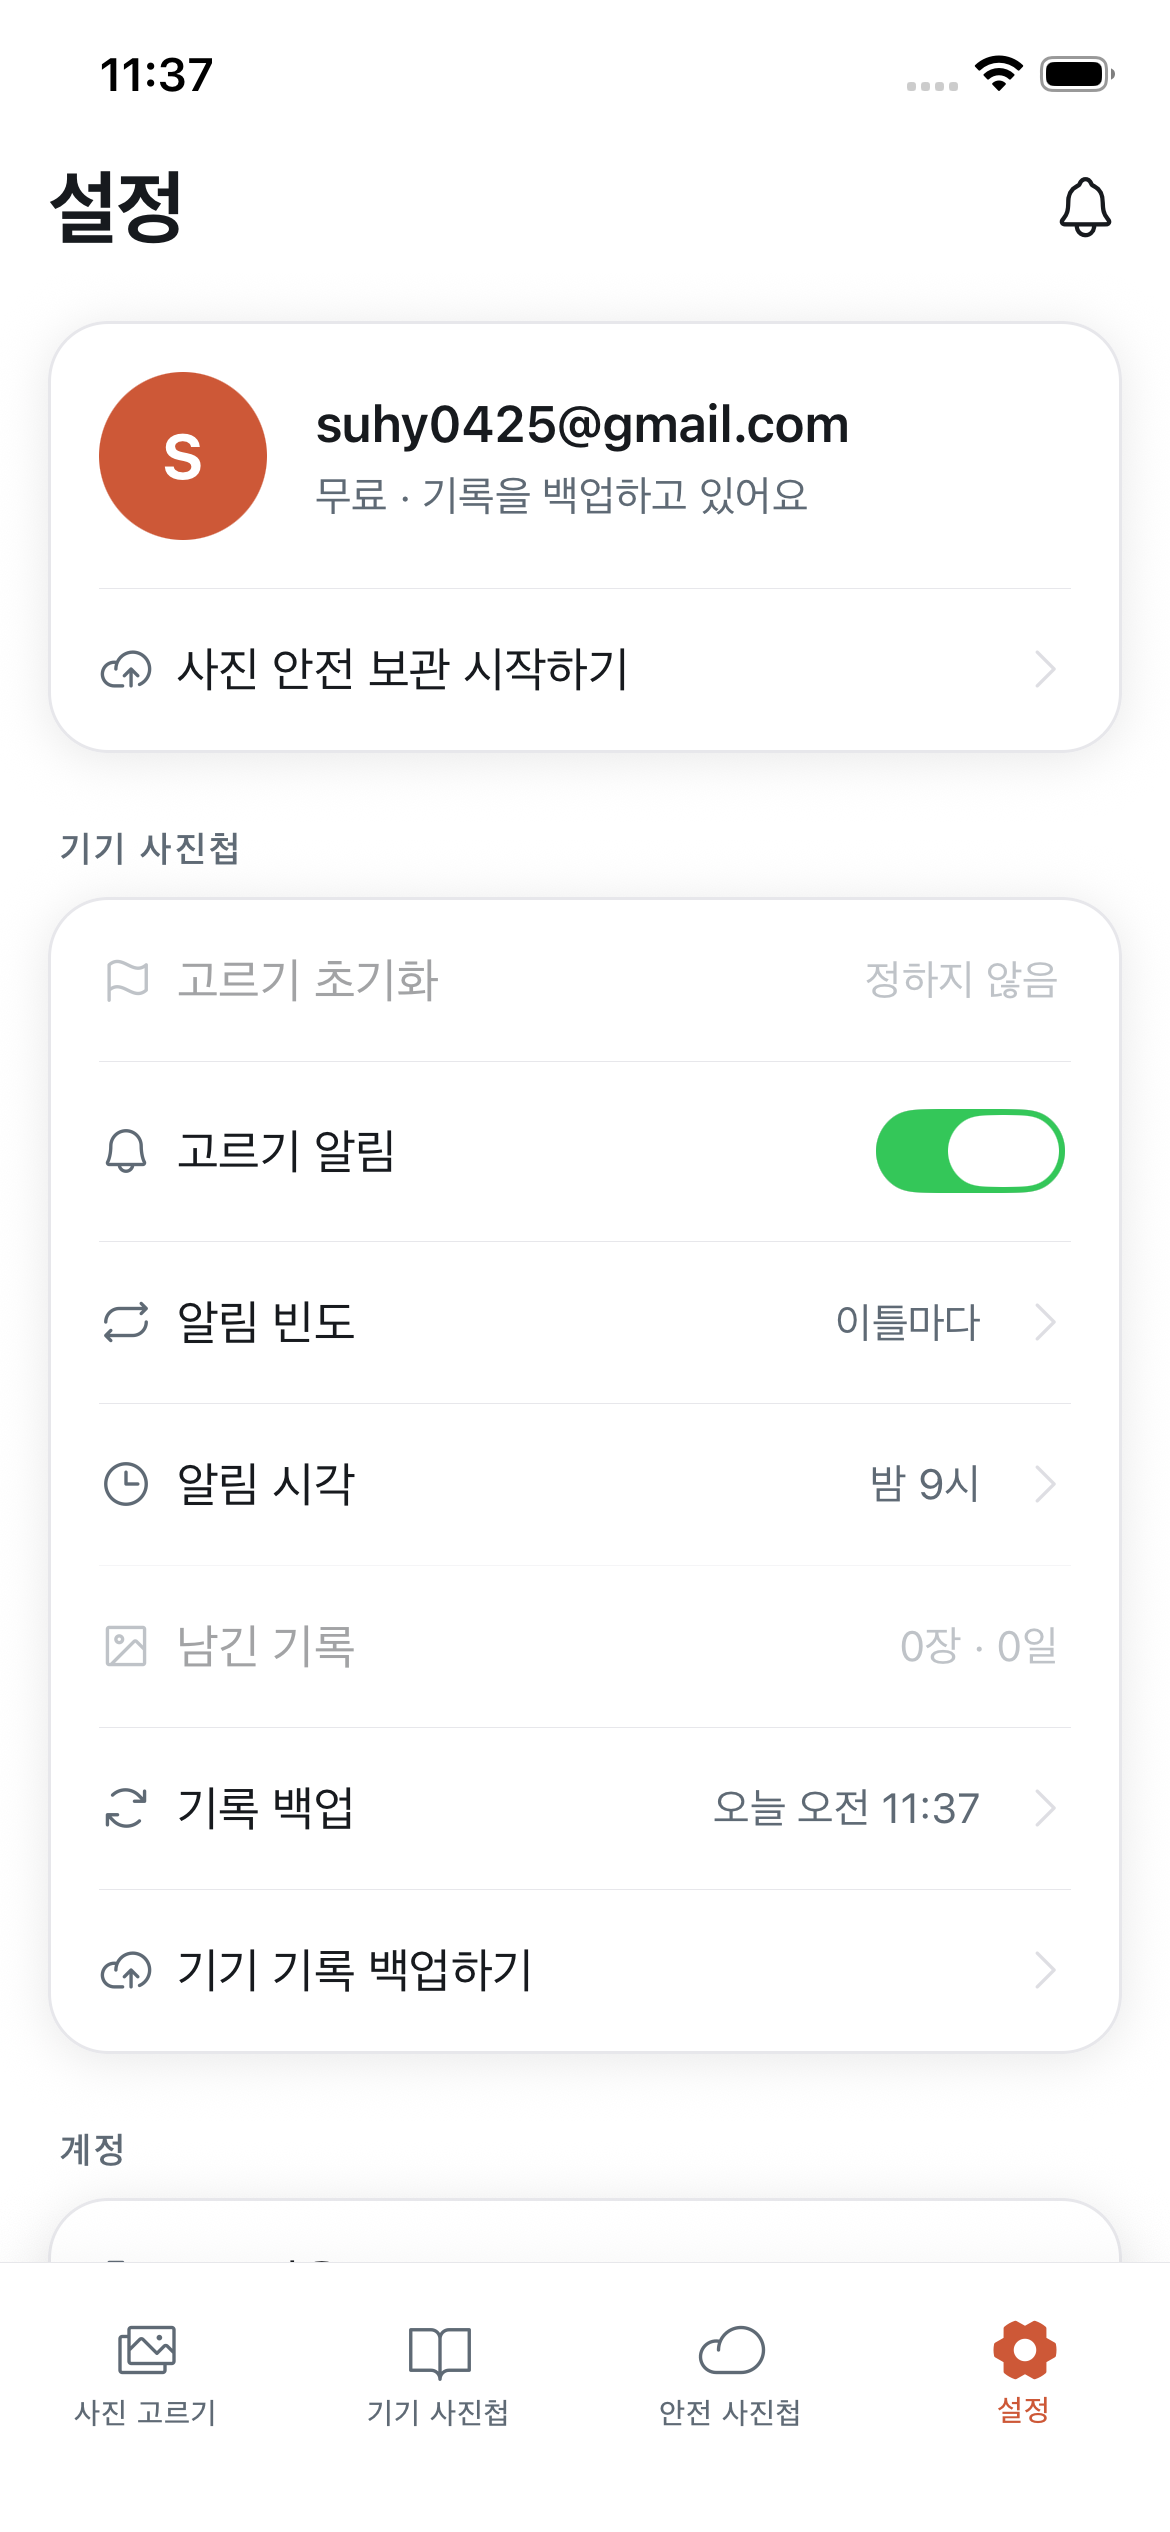 11:37
설정
S
suhy0425@gmail.com
무료 · 기록을 백업하고 있어요
사진 안전 보관 시작하기
기기 사진첩
고르기 초기화 정하지 않음
고르기 알림
알림 빈도 이틀마다
알림 시각 밤 9시
남긴 기록 0장 · 0일
기록 백업 오늘 오전 11:37
기기 기록 백업하기
계정
사진 고르기 기기 사진첩 안전 사진첩 설정